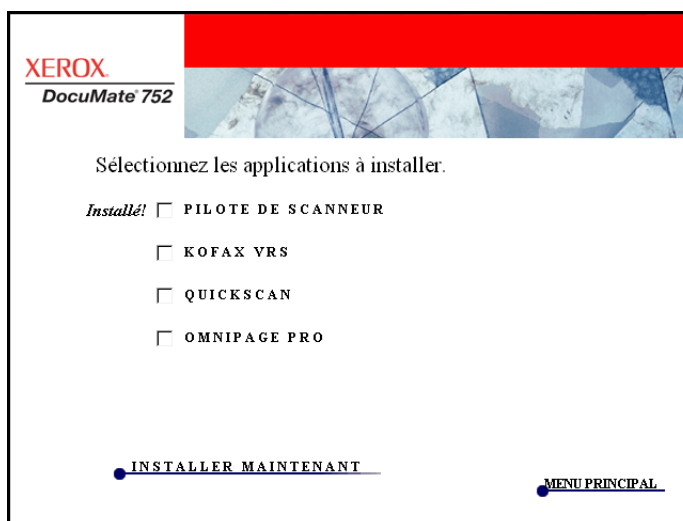 XEROX.
DocuMate® 752
Sélectionnez les applications à installer.
Installé! PILOTE DE SCANNEUR
KOFAX VRS
QUICKSCAN
OMNIPAGE PRO
INSTALLER MAINTENANT
MENU PRINCIPAL